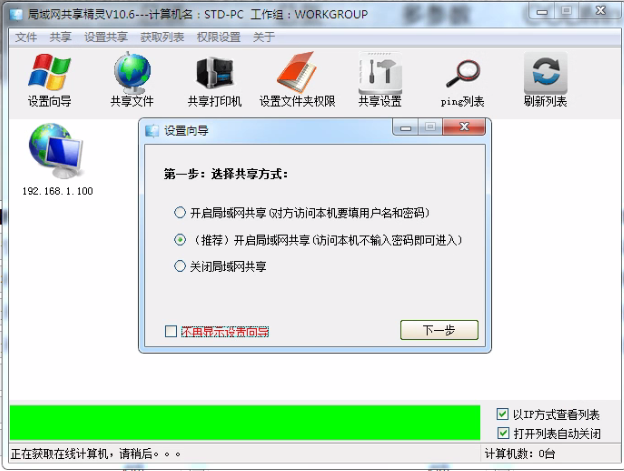 局域网共享精灵V10.6---计算机名：STD-PC 工作组：WORKGROUP
文件 共享 设置共享 获取列表 权限设置 关于
设置向导 共享文件 共享打印机 设置文件夹权限 共享设置 ping列表 刷新列表
192.168.1.100
设置向导
第一步：选择共享方式：
开启局域网共享(对方访问本机要填用户名和密码)
（推荐）开启局域网共享(访问本机不输入密码即可进入)
关闭局域网共享
不再显示设置向导
下一步
以IP方式查看列表
打开列表自动关闭
正在获取在线计算机，请稍后。。。
计算机数：0台